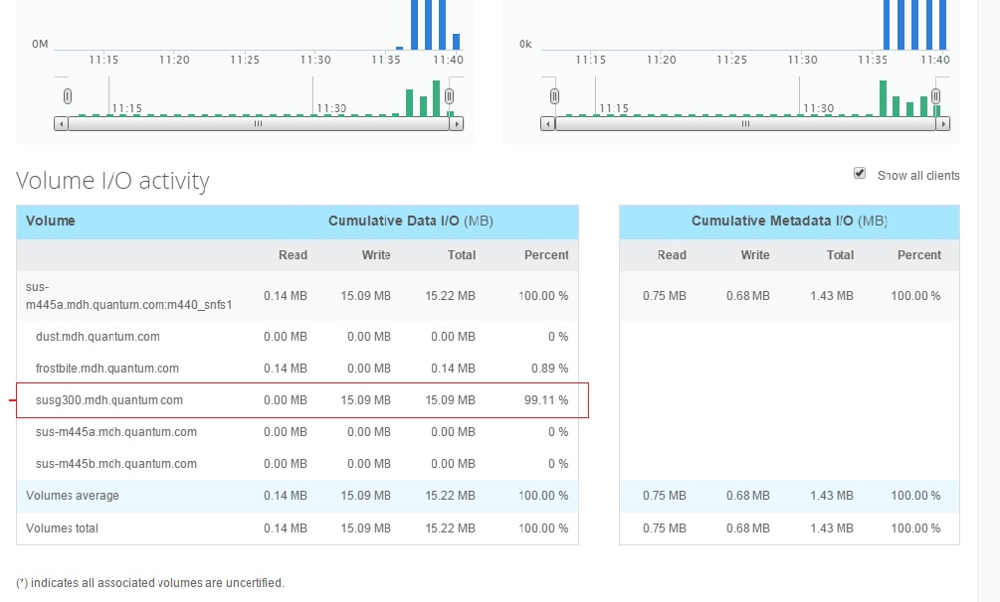 0M
11:15 11:20 11:25 11:30 11:35 11:40
11:15 11:30
0k
11:15 11:20 11:25 11:30 11:35 11:40
11:15 11:30
Volume I/O activity
Show all clients
Volume Cumulative Data I/O (MB)
Read Write Total Percent
sus-
m445a.mdh.quantum.com:m440_snfs1 0.14 MB 15.09 MB 15.22 MB 100.00 %
dust.mdh.quantum.com 0.00 MB 0.00 MB 0.00 MB 0 %
frostbite.mdh.quantum.com 0.14 MB 0.00 MB 0.14 MB 0.89 %
susg300.mdh.quantum.com 0.00 MB 15.09 MB 15.09 MB 99.11 %
sus-m445a.mdh.quantum.com 0.00 MB 0.00 MB 0.00 MB 0 %
sus-m445b.mdh.quantum.com 0.00 MB 0.00 MB 0.00 MB 0 %
Volumes average 0.14 MB 15.09 MB 15.22 MB 100.00 %
Volumes total 0.14 MB 15.09 MB 15.22 MB 100.00 %
Cumulative Metadata I/O (MB)
Read Write Total Percent
0.75 MB 0.68 MB 1.43 MB 100.00 %
0.75 MB 0.68 MB 1.43 MB 100.00 %
0.75 MB 0.68 MB 1.43 MB 100.00 %
(*) indicates all associated volumes are uncertified.